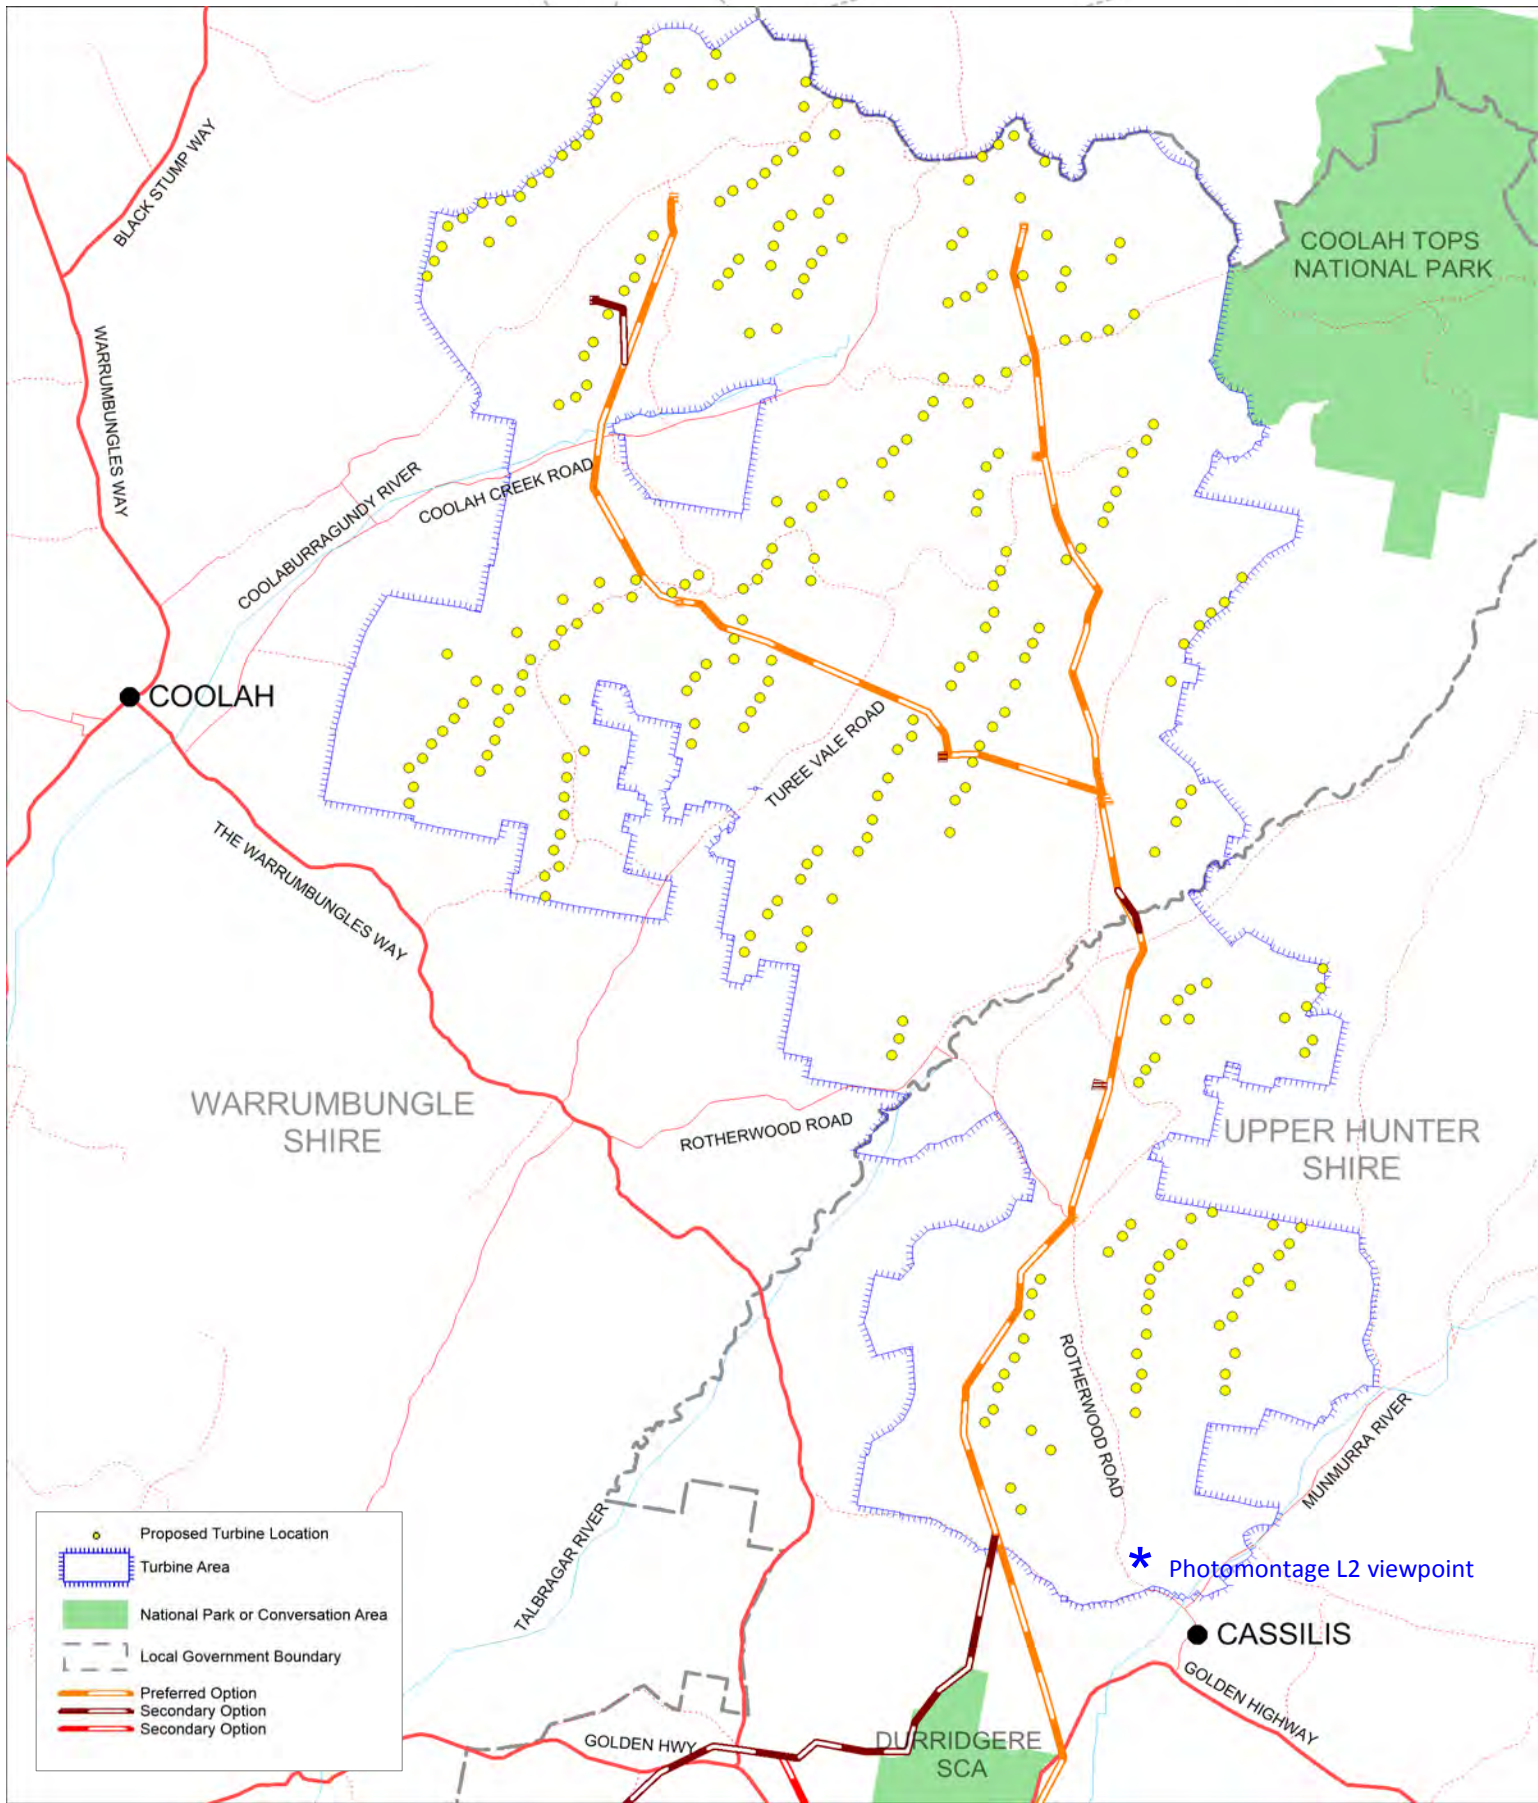 BLACK STUMP WAY
COOLAH TOPS
NATIONAL PARK
WARRUMBUNGLES WAY
COOLABURRAGUNDY RIVER
COOLAH CREEK ROAD
COOLAH
TUREE VALE ROAD
THE WARRUMBUNGLES WAY
WARRUMBUNGLE
SHIRE
ROTHERWOOD ROAD
UPPER HUNTER
SHIRE
ROTHERWOOD ROAD
MUNMURRA RIVER
TALBRAGAR RIVER
* Photomontage L2 viewpoint
CASSILIS
GOLDEN HIGHWAY
GOLDEN HWY
DURRIDGERE
SCA
Proposed Turbine Location
Turbine Area
National Park or Conversation Area
Local Government Boundary
Preferred Option
Secondary Option
Secondary Option